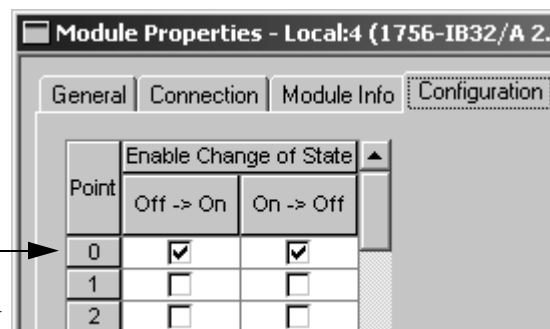 Module Properties - Local:4 (1756-IB32/A 2.
General Connection Module Info Configuration
Enable Change of State
Point Off -> On On -> Off
0
1
2